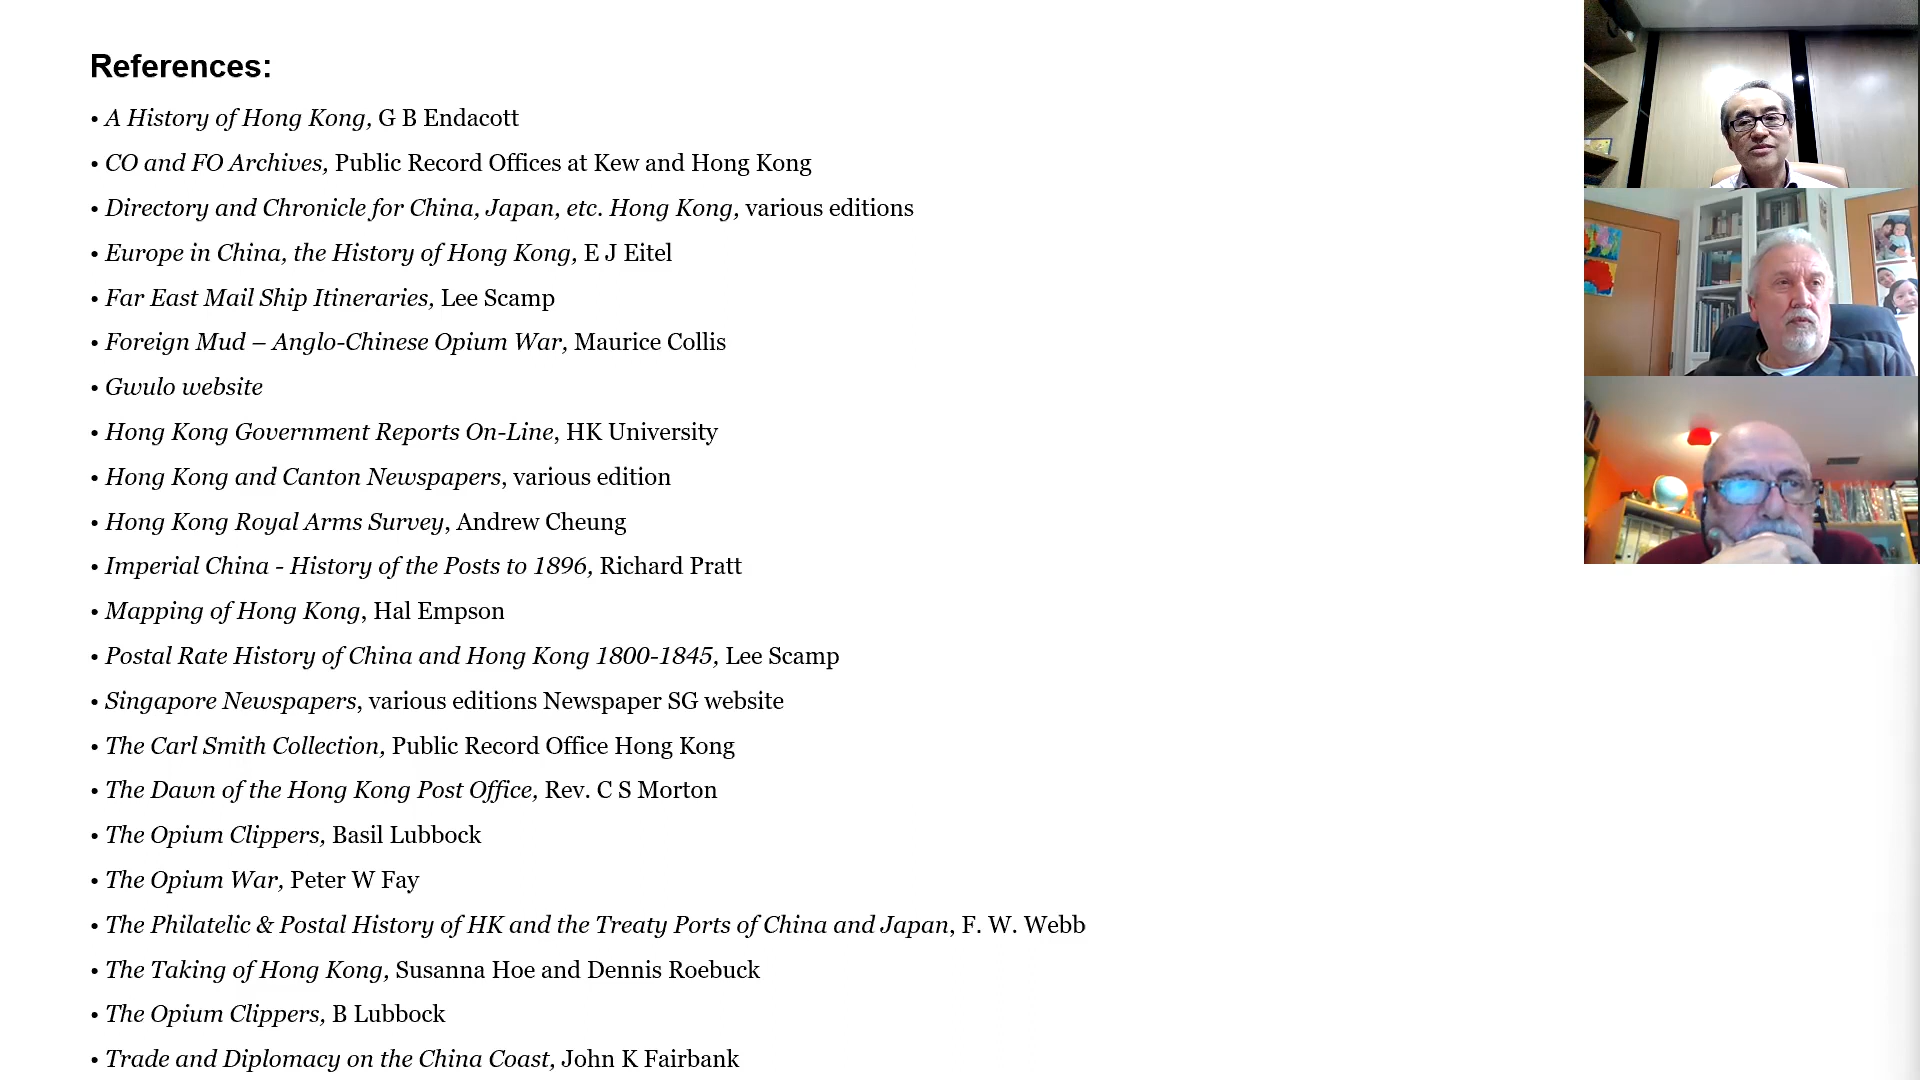 References:
• A History of Hong Kong, G B Endacott
• CO and FO Archives, Public Record Offices at Kew and Hong Kong
• Directory and Chronicle for China, Japan, etc. Hong Kong, various editions
• Europe in China, the History of Hong Kong, E J Eitel
• Far East Mail Ship Itineraries, Lee Scamp
• Foreign Mud – Anglo-Chinese Opium War, Maurice Collis
• Gwulo website
• Hong Kong Government Reports On-Line, HK University
• Hong Kong and Canton Newspapers, various edition
• Hong Kong Royal Arms Survey, Andrew Cheung
• Imperial China - History of the Posts to 1896, Richard Pratt
• Mapping of Hong Kong, Hal Empson
• Postal Rate History of China and Hong Kong 1800-1845, Lee Scamp
• Singapore Newspapers, various editions Newspaper SG website
• The Carl Smith Collection, Public Record Office Hong Kong
• The Dawn of the Hong Kong Post Office, Rev. C S Morton
• The Opium Clippers, Basil Lubbock
• The Opium War, Peter W Fay
• The Philatelic & Postal History of HK and the Treaty Ports of China and Japan, F. W. Webb
• The Taking of Hong Kong, Susanna Hoe and Dennis Roebuck
• The Opium Clippers, B Lubbock
• Trade and Diplomacy on the China Coast, John K Fairbank